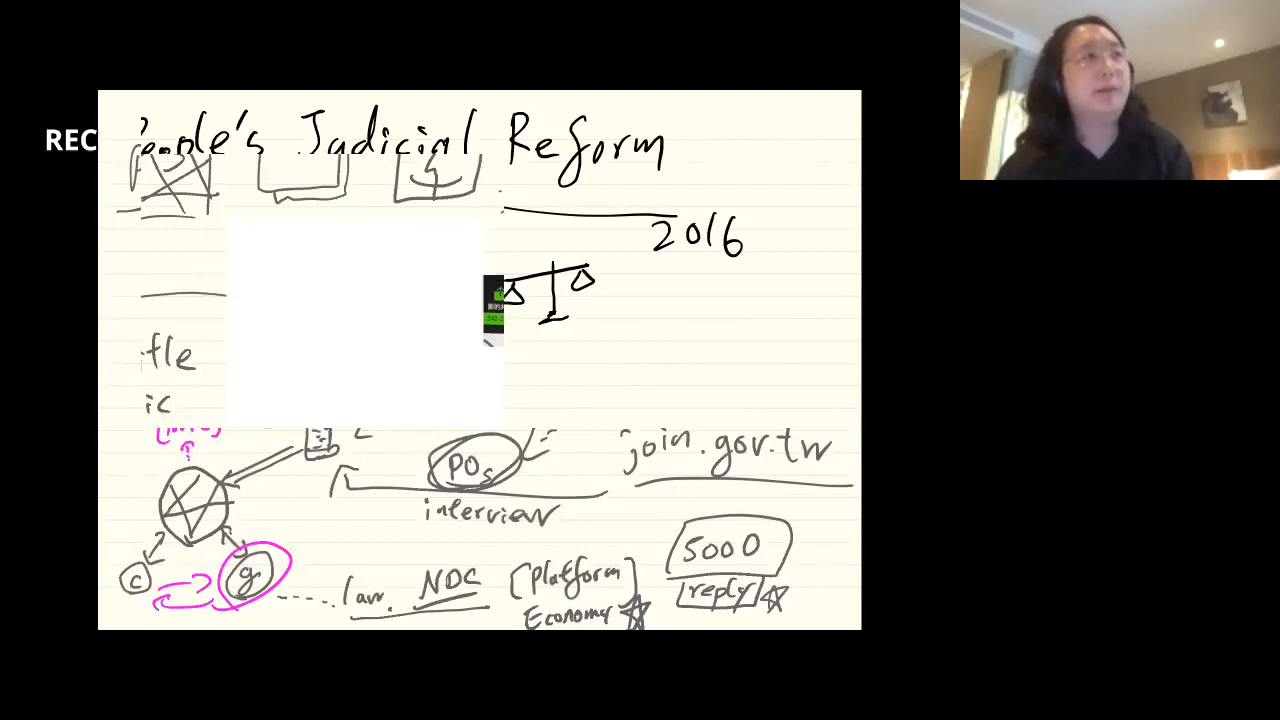 REC
People's Judicial Reform
2016
fle
ic
POs
join.gov.tw
interview
5000
c
g
law
NDC
[Platform
Economy]
reply